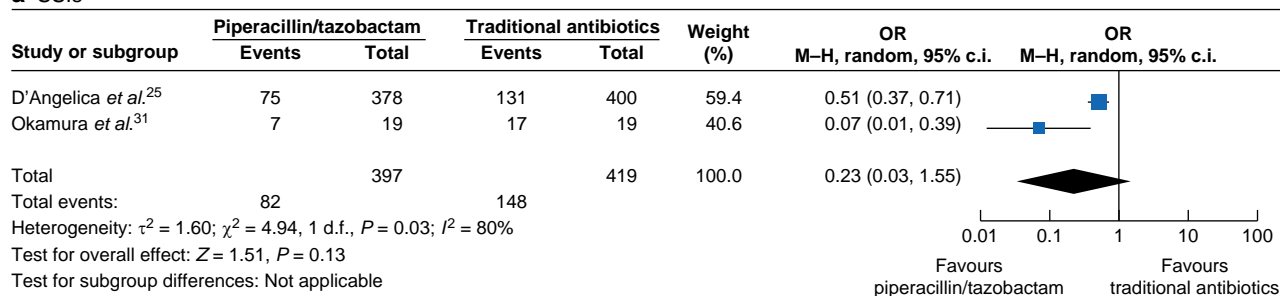 Piperacillin/tazobactam Traditional antibiotics Weight OR OR
Study or subgroup Events Total Events Total (%) M–H, random, 95% c.i. M–H, random, 95% c.i.
D'Angelica et al.25 75 378 131 400 59.4 0.51 (0.37, 0.71)
Okamura et al.31 7 19 17 19 40.6 0.07 (0.01, 0.39)
Total 397 419 100.0 0.23 (0.03, 1.55)
Total events: 82 148
Heterogeneity: τ2 = 1.60; χ2 = 4.94, 1 d.f., P = 0.03; I2 = 80%
Test for overall effect: Z = 1.51, P = 0.13
Test for subgroup differences: Not applicable
0.01 0.1 1 10 100
Favours Favours
piperacillin/tazobactam traditional antibiotics